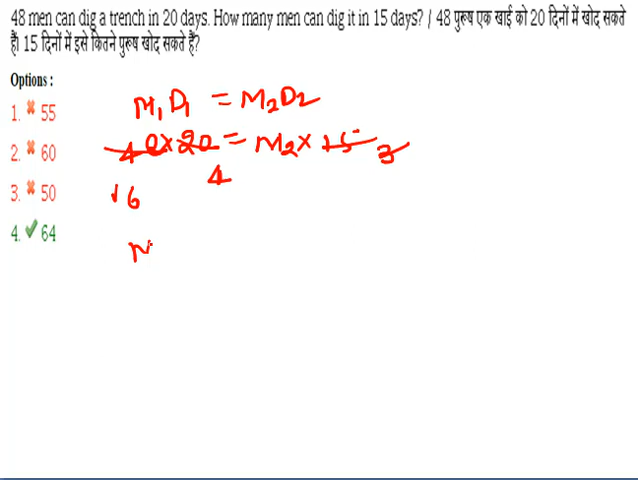 48 men can dig a trench in 20 days. How many men can dig it in 15 days? / 48 पुरूष एक खाई को 20 दिनों में खोद सकते
हैं। 15 दिनों में इसे कितने पुरूष खोद सकते हैं?
Options :
1. ✖ 55
2. ✖ 60
3. ✖ 50
4. ✔ 64
M₁D₁ = M₂D₂
× 20 = M₂ × 15 3
4
16